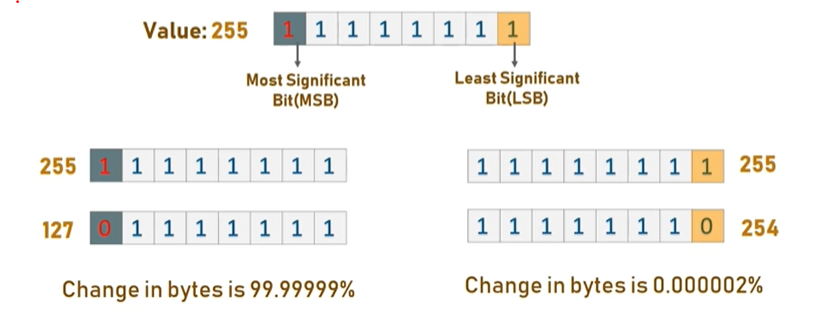 Value: 255 1 1 1 1 1 1 1 1
Most Significant
Bit(MSB)
Least Significant
Bit(LSB)
255 1 1 1 1 1 1 1 1
1 1 1 1 1 1 1 1 255
127 0 1 1 1 1 1 1 1
1 1 1 1 1 1 1 0 254
Change in bytes is 99.99999%
Change in bytes is 0.000002%